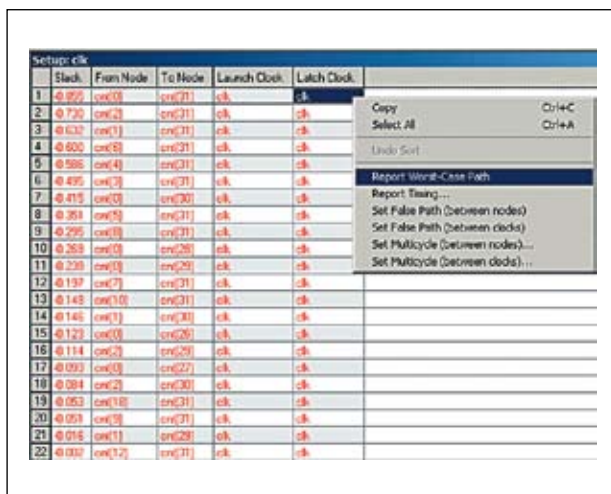 Setup: clk
Slack From Node To Node Launch Clock Latch Clock
1 -0.855 cnt[0] cnt[31] clk clk
2 -0.730 cnt[2] cnt[31] clk clk
3 -0.632 cnt[1] cnt[31] clk clk
4 -0.600 cnt[6] cnt[31] clk clk
5 -0.586 cnt[4] cnt[31] clk clk
6 -0.495 cnt[3] cnt[31] clk clk
7 -0.415 cnt[0] cnt[30] clk clk
8 -0.351 cnt[5] cnt[31] clk clk
9 -0.295 cnt[8] cnt[31] clk clk
10 -0.269 cnt[0] cnt[28] clk clk
11 -0.239 cnt[0] cnt[29] clk clk
12 -0.197 cnt[7] cnt[31] clk clk
13 -0.148 cnt[10] cnt[31] clk clk
14 -0.146 cnt[1] cnt[30] clk clk
15 -0.123 cnt[0] cnt[26] clk clk
16 -0.114 cnt[2] cnt[29] clk clk
17 -0.093 cnt[0] cnt[27] clk clk
18 -0.084 cnt[2] cnt[30] clk clk
19 -0.053 cnt[18] cnt[31] clk clk
20 -0.051 cnt[9] cnt[31] clk clk
21 -0.016 cnt[1] cnt[28] clk clk
22 -0.002 cnt[12] cnt[31] clk clk
Copy Ctrl+C
Select All Ctrl+A
Undo Sort
Report Worst-Case Path
Report Timing...
Set False Path (between nodes)
Set False Path (between clocks)
Set Multicycle (between nodes)...
Set Multicycle (between clocks)...